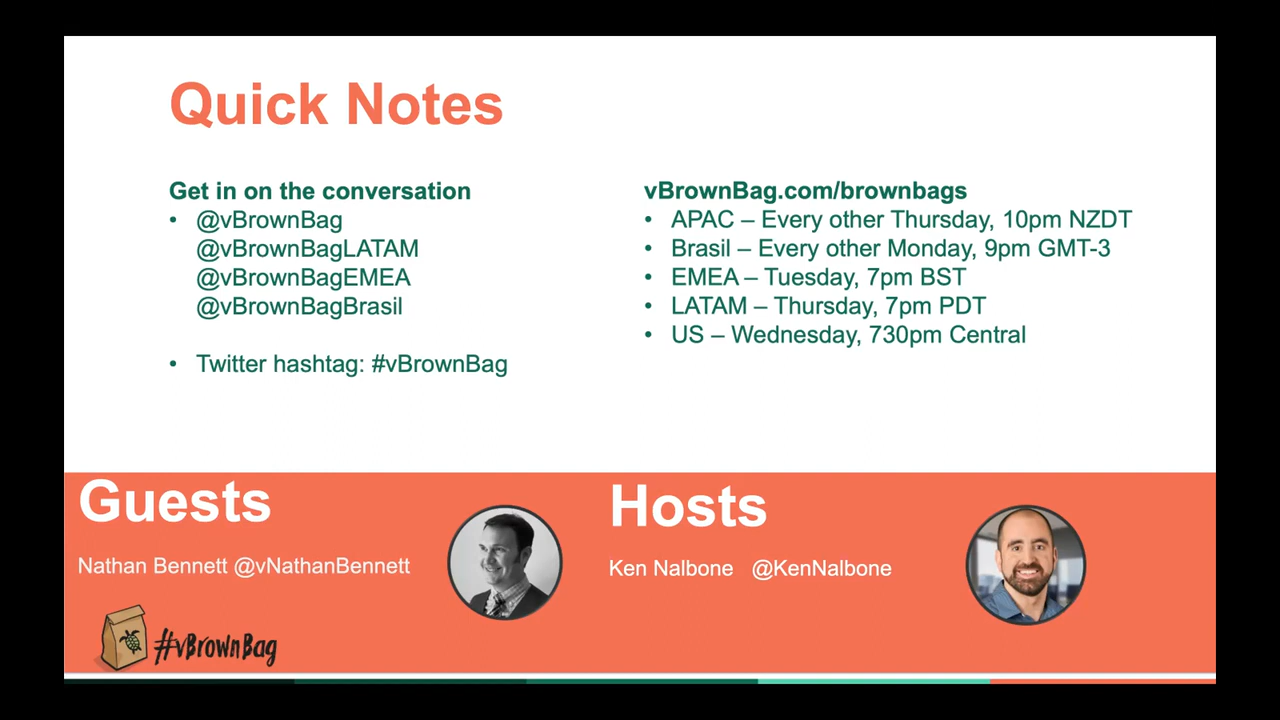 Quick Notes
Get in on the conversation
• @vBrownBag
@vBrownBagLATAM
@vBrownBagEMEA
@vBrownBagBrasil
• Twitter hashtag: #vBrownBag
vBrownBag.com/brownbags
• APAC – Every other Thursday, 10pm NZDT
• Brasil – Every other Monday, 9pm GMT-3
• EMEA – Tuesday, 7pm BST
• LATAM – Thursday, 7pm PDT
• US – Wednesday, 730pm Central
Guests
Nathan Bennett @vNathanBennett
#vBrownBag
Hosts
Ken Nalbone @KenNalbone